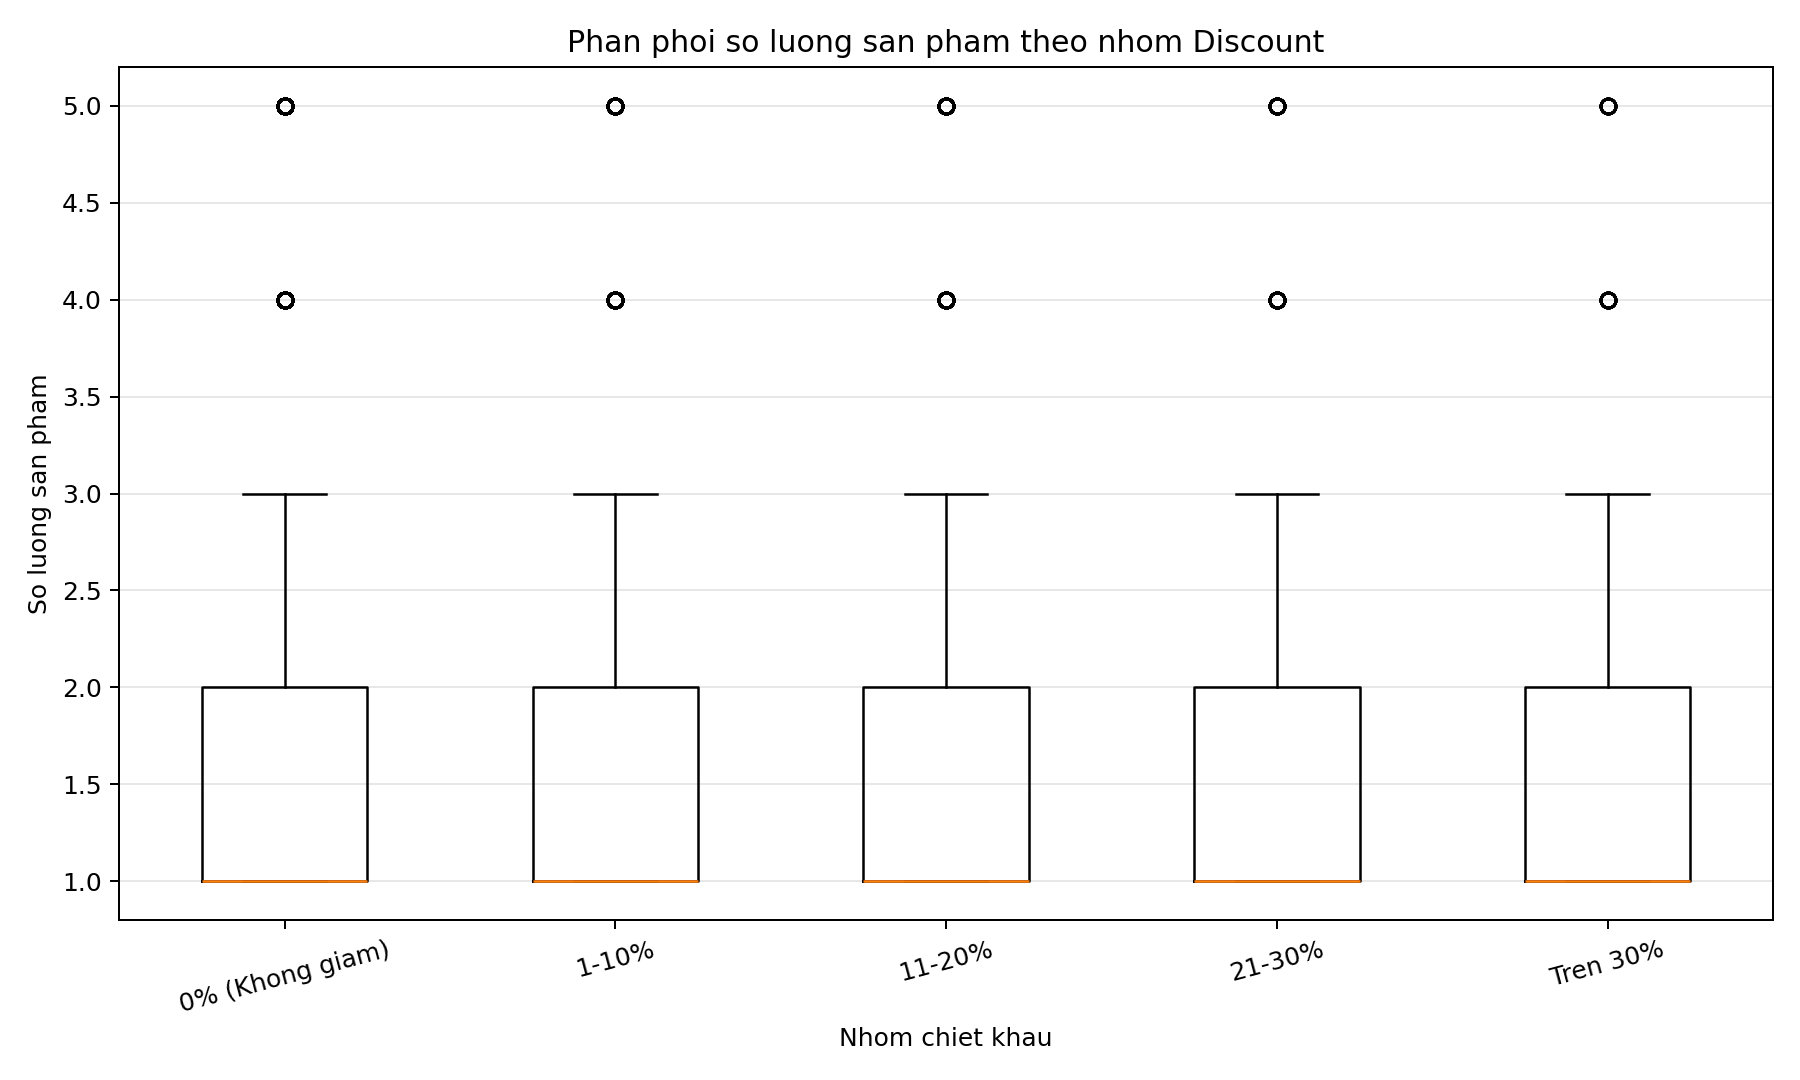 Phan phoi so luong san pham theo nhom Discount
So luong san pham
5.0
4.5
4.0
3.5
3.0
2.5
2.0
1.5
1.0
0% (Khong giam)
1-10%
11-20%
21-30%
Tren 30%
Nhom chiet khau